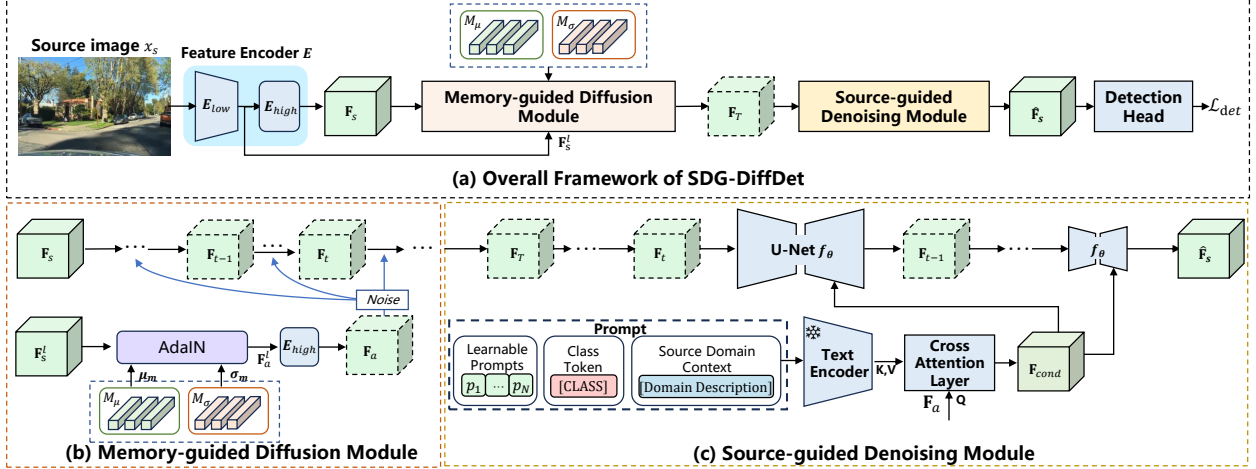 Source image x_s
Feature Encoder E
E_low
E_high
F_s
M_μ
M_σ
Memory-guided Diffusion
Module
F_s^l
F_T
Source-guided
Denoising Module
F̂_s
Detection
Head
ℒ_det
(a) Overall Framework of SDG-DiffDet
F_s
...
F_{t−1}
...
F_t
...
Noise
F_s^l
AdaIN
F_a^l
E_high
F_a
μ_m
σ_m
M_μ
M_σ
(b) Memory-guided Diffusion Module
F_T
...
F_t
U-Net f_θ
F_{t−1}
...
f_θ
F̂_s
Prompt
Learnable
Prompts
p_1 ... p_N
Class
Token
[CLASS]
Source Domain
Context
[Domain Description]
Text
Encoder
K,V
Cross
Attention
Layer
F_a
Q
F_cond
(c) Source-guided Denoising Module